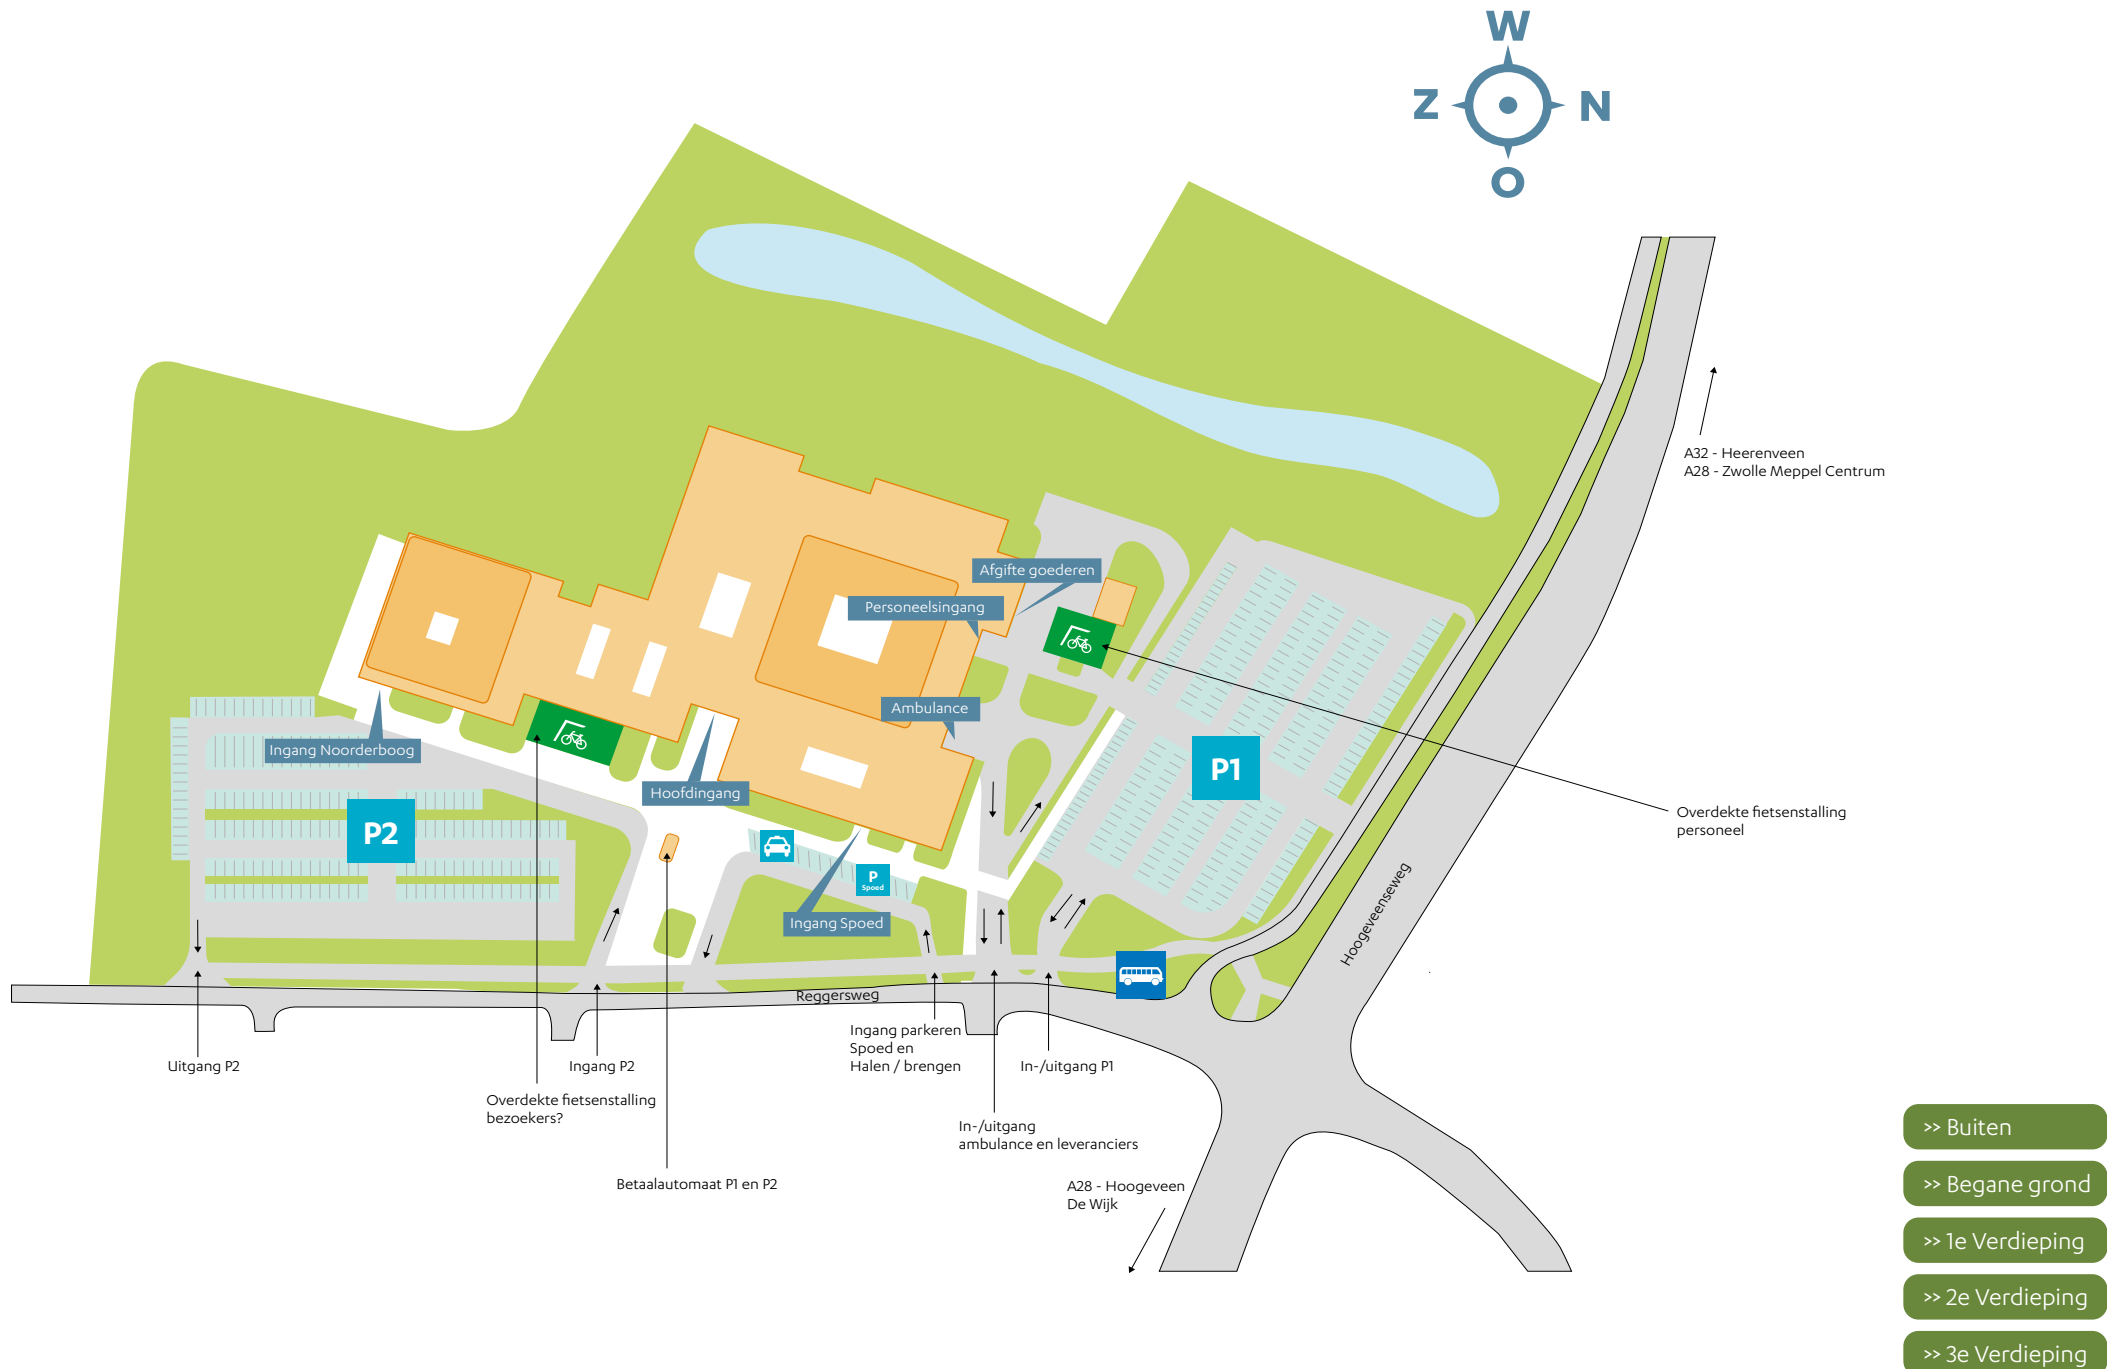 W
Z
N
O
A32 - Heerenveen
A28 - Zwolle Meppel Centrum
Afgifte goederen
Personeelsingang
Ambulance
Ingang Noorderboog
Hoofdingang
P1
P2
Overdekte fietsenstalling
personeel
P
Spoed
Ingang Spoed
Hoogeveenseweg
Reggersweg
Ingang parkeren
Spoed en
Halen / brengen
Uitgang P2
Ingang P2
In-/uitgang P1
Overdekte fietsenstalling
bezoekers?
In-/uitgang
ambulance en leveranciers
Betaalautomaat P1 en P2
A28 - Hoogeveen
De Wijk
>> Buiten
>> Begane grond
>> 1e Verdieping
>> 2e Verdieping
>> 3e Verdieping